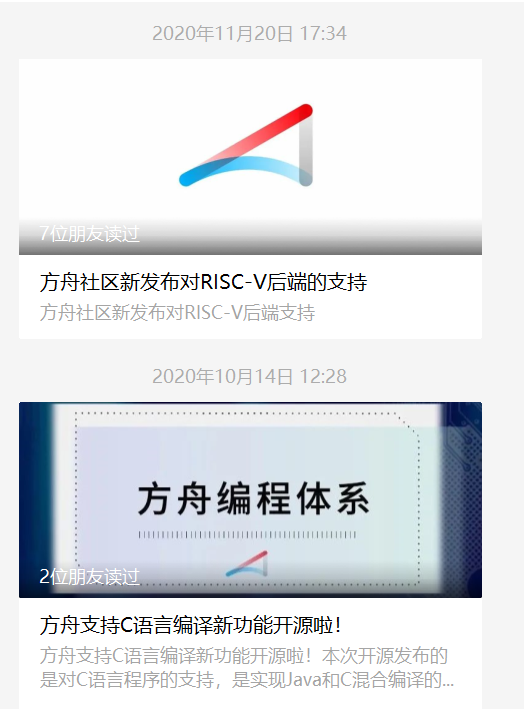 2020年11月20日 17:34
7位朋友读过
方舟社区新发布对RISC-V后端的支持
方舟社区新发布对RISC-V后端支持
2020年10月14日 12:28
方舟编程体系
2位朋友读过
方舟支持C语言编译新功能开源啦！
方舟支持C语言编译新功能开源啦！本次开源发布的
是对C语言程序的支持，是实现Java和C混合编译的...